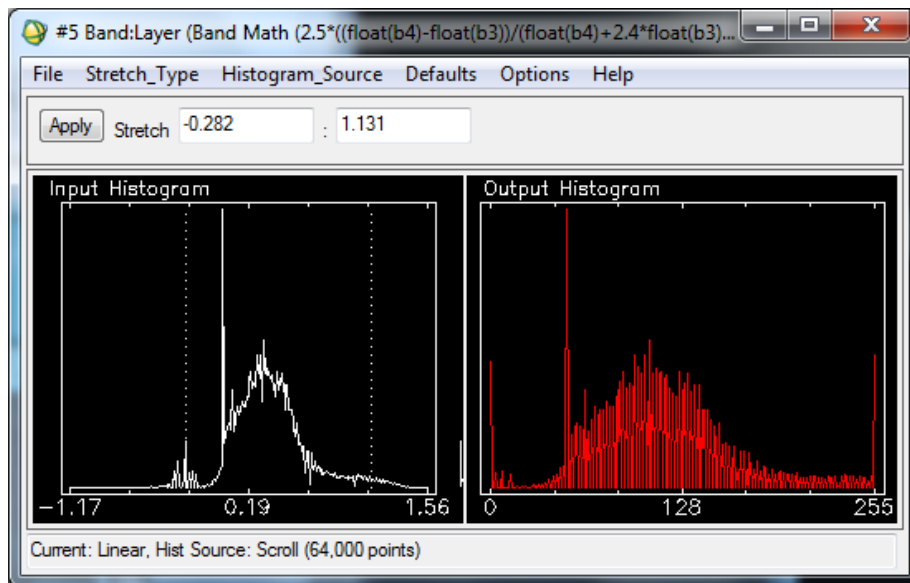 #5 Band:Layer (Band Math (2.5*((float(b4)-float(b3))/(float(b4)+2.4*float(b3)...
File Stretch_Type Histogram_Source Defaults Options Help
Apply Stretch -0.282 : 1.131
Input Histogram
-1.17 0.19 1.56
Output Histogram
0 128 255
Current: Linear, Hist Source: Scroll (64,000 points)